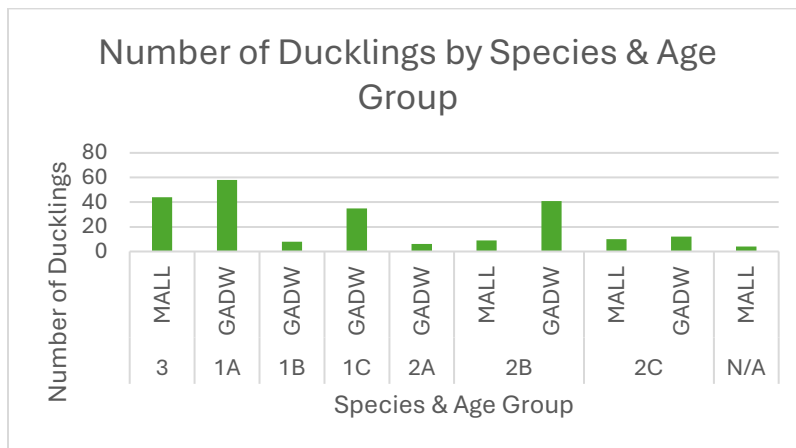 Number of Ducklings by Species & Age
Group
Number of Ducklings
80
60
40
20
0
MALL GADW GADW GADW GADW MALL GADW MALL GADW MALL
3 1A 1B 1C 2A 2B 2C N/A
Species & Age Group